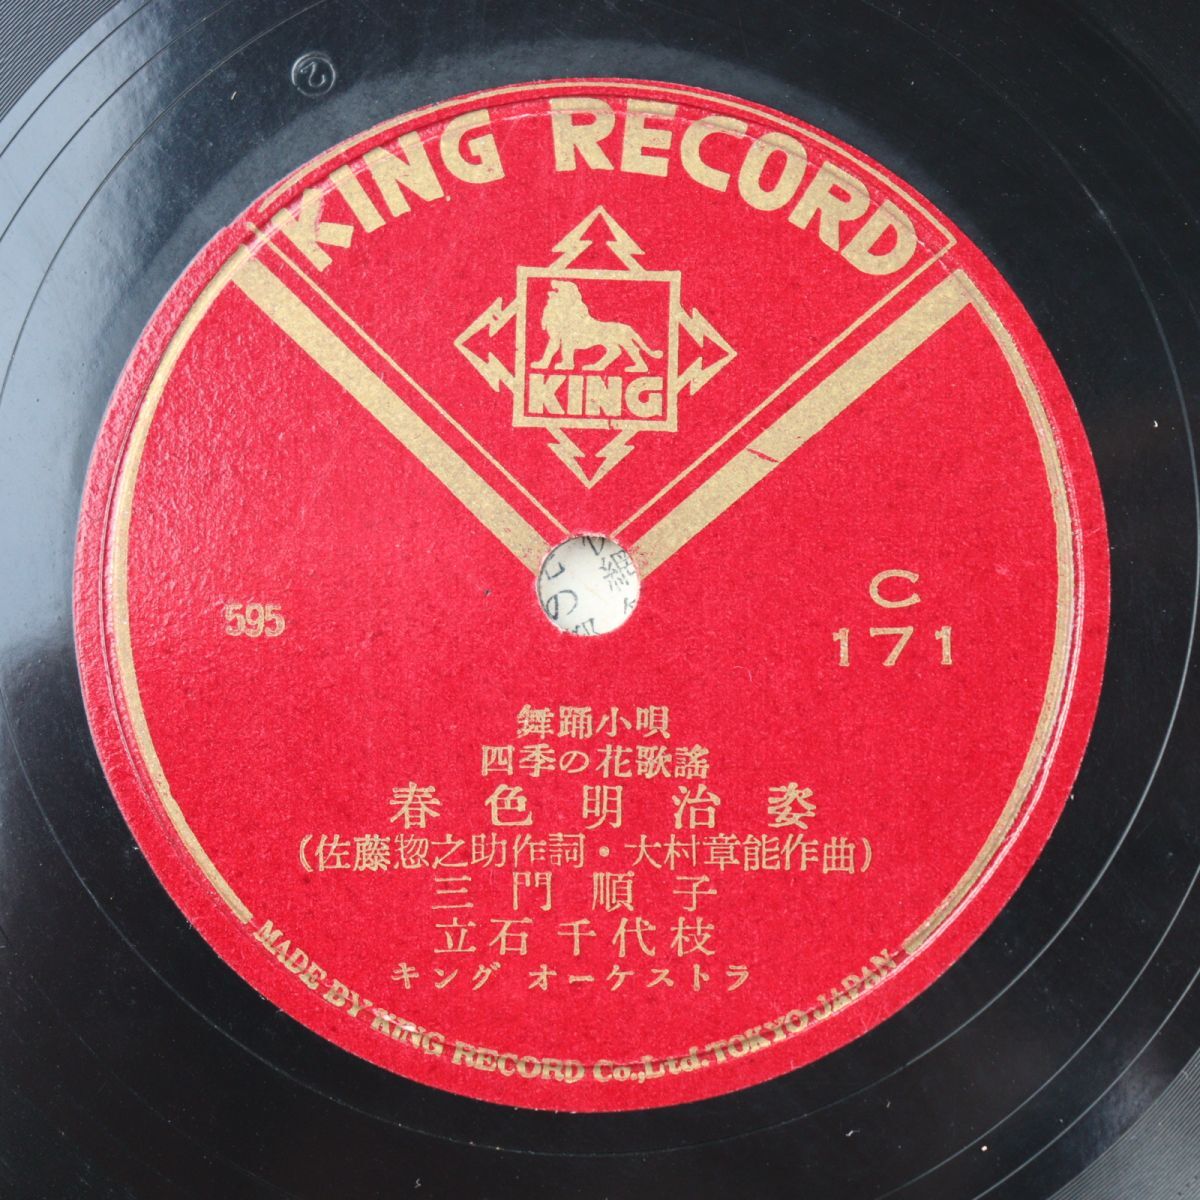 KING RECORD
KING
C
171
595
舞踊小唄
四季の花歌謡
春色明治姿
(佐藤惣之助作詞・大村章能作曲)
三門順子
立石千代枝
キング オーケストラ
MADE BY KING RECORD Co.,Ltd. TOKYO JAPAN